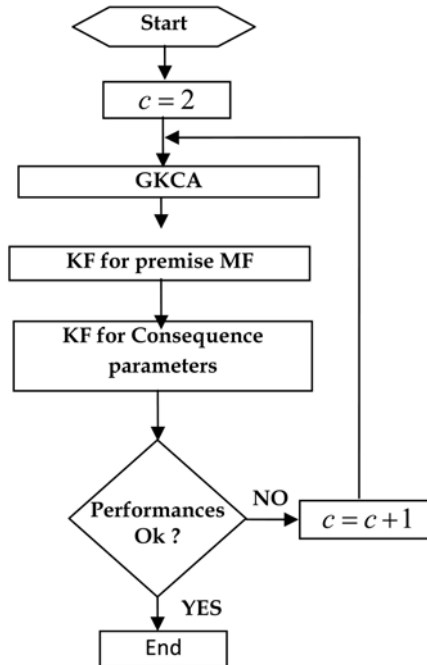 Start
c = 2
GKCA
KF for premise MF
KF for Consequence
parameters
Performances
Ok ?
NO
c = c + 1
YES
End